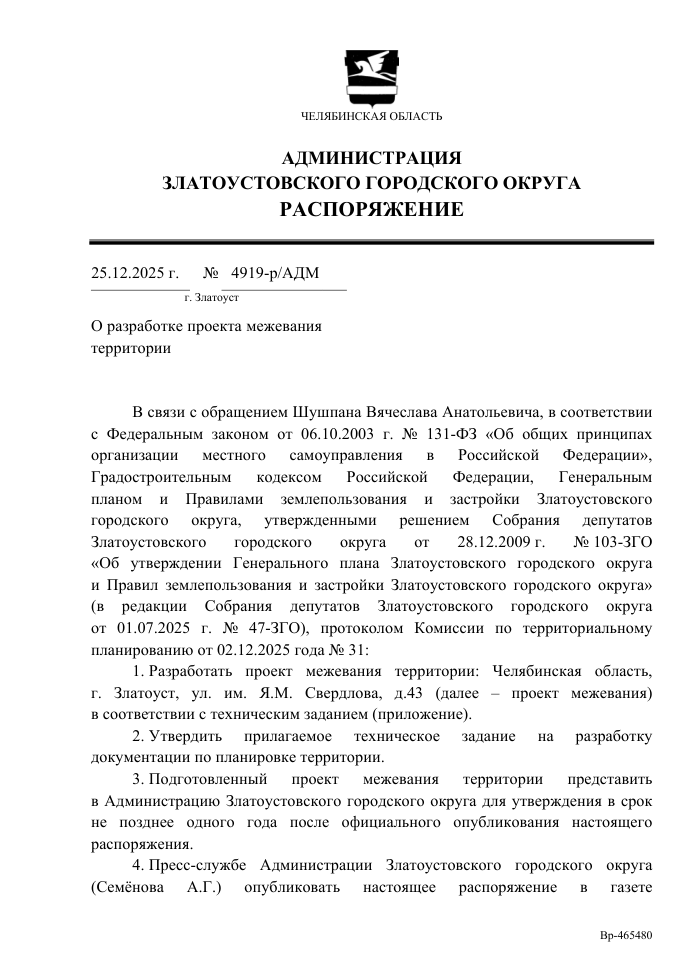 ЧЕЛЯБИНСКАЯ ОБЛАСТЬ
АДМИНИСТРАЦИЯ
ЗЛАТОУСТОВСКОГО ГОРОДСКОГО ОКРУГА
РАСПОРЯЖЕНИЕ
25.12.2025 г. № 4919-р/АДМ
г. Златоуст
О разработке проекта межевания
территории
В связи с обращением Шушпана Вячеслава Анатольевича, в соответствии
с Федеральным законом от 06.10.2003 г. № 131-ФЗ «Об общих принципах
организации местного самоуправления в Российской Федерации»,
Градостроительным кодексом Российской Федерации, Генеральным
планом и Правилами землепользования и застройки Златоустовского
городского округа, утвержденными решением Собрания депутатов
Златоустовского городского округа от 28.12.2009 г. № 103-ЗГО
«Об утверждении Генерального плана Златоустовского городского округа
и Правил землепользования и застройки Златоустовского городского округа»
(в редакции Собрания депутатов Златоустовского городского округа
от 01.07.2025 г. № 47-ЗГО), протоколом Комиссии по территориальному
планированию от 02.12.2025 года № 31:
1. Разработать проект межевания территории: Челябинская область,
г. Златоуст, ул. им. Я.М. Свердлова, д.43 (далее – проект межевания)
в соответствии с техническим заданием (приложение).
2. Утвердить прилагаемое техническое задание на разработку
документации по планировке территории.
3. Подготовленный проект межевания территории представить
в Администрацию Златоустовского городского округа для утверждения в срок
не позднее одного года после официального опубликования настоящего
распоряжения.
4. Пресс-службе Администрации Златоустовского городского округа
(Семёнова А.Г.) опубликовать настоящее распоряжение в газете
Вр-465480